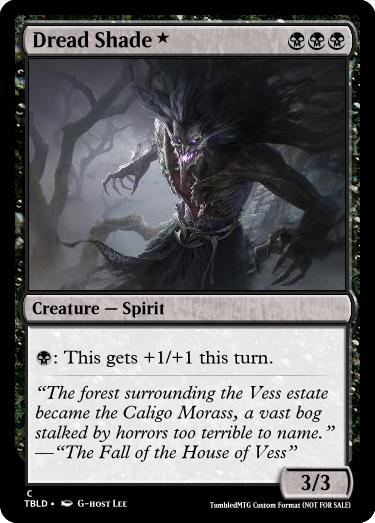 Dread Shade ★
Creature — Spirit
: This gets +1/+1 this turn.
“The forest surrounding the Vess estate
became the Caligo Morass, a vast bog
stalked by horrors too terrible to name.”
—“The Fall of the House of Vess”
3/3
C
TBLD • G-host Lee
TumbledMTG Custom Format (NOT FOR SALE)